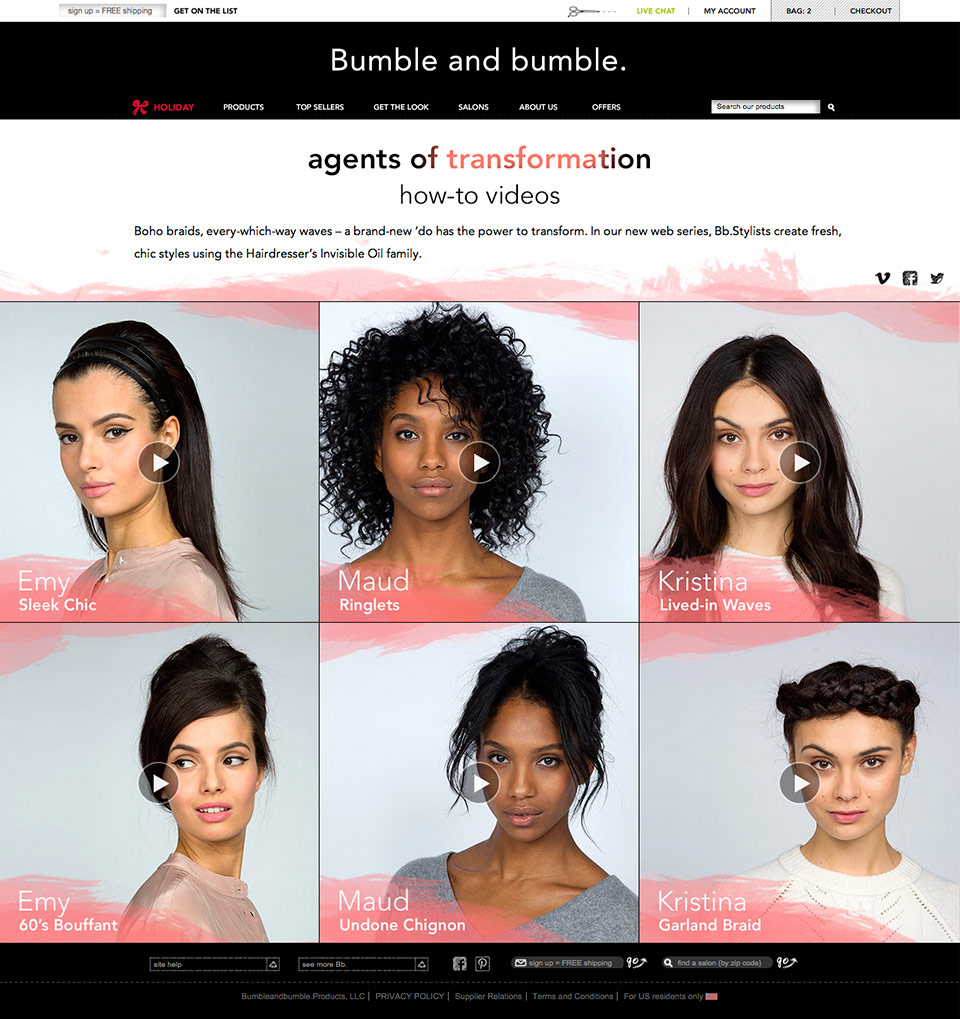 sign up = FREE shipping GET ON THE LIST LIVE CHAT | MY ACCOUNT BAG: 2 | CHECKOUT
Bumble and bumble.
HOLIDAY PRODUCTS TOP SELLERS GET THE LOOK SALONS ABOUT US OFFERS Search our products
agents of transformation
how-to videos
Boho braids, every-which-way waves – a brand-new ‘do has the power to transform. In our new web series, Bb.Stylists create fresh,
chic styles using the Hairdresser’s Invisible Oil family.
Emy Maud Kristina
Sleek Chic Ringlets Lived-in Waves
Emy Maud Kristina
60’s Bouffant Undone Chignon Garland Braid
site help see more Bb. sign up = FREE shipping go! find a salon (by zip code) go!
Bumbleandbumble.Products, LLC | PRIVACY POLICY | Supplier Relations | Terms and Conditions | For US residents only